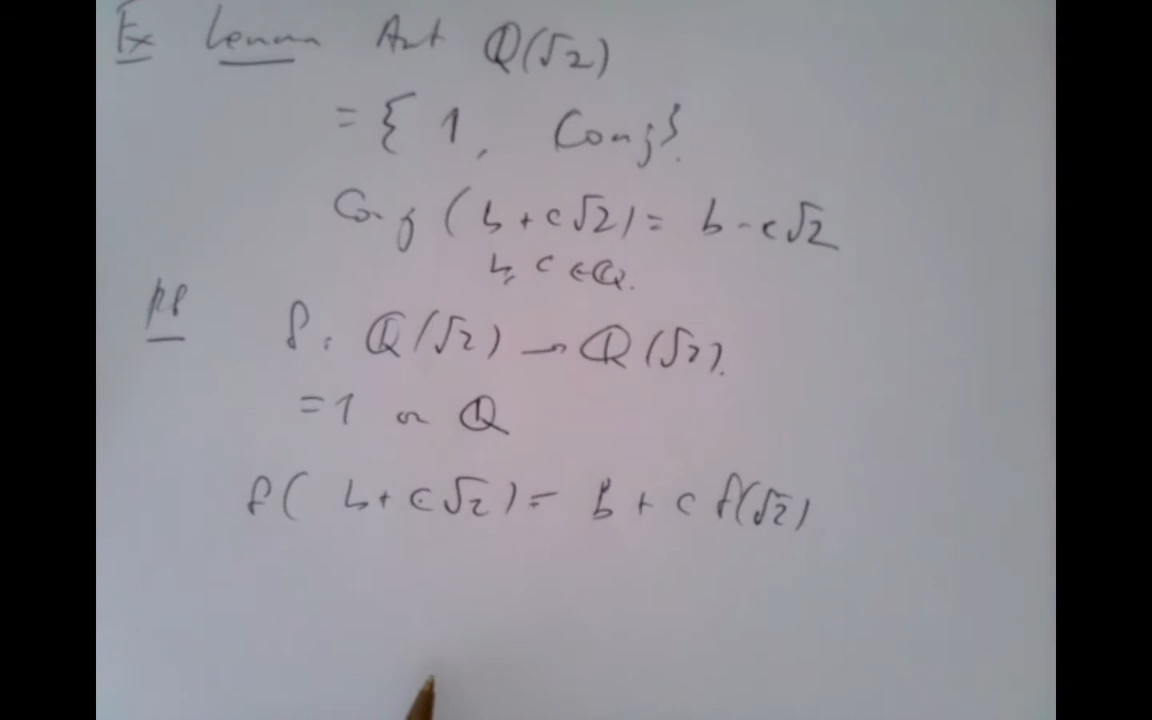 Ex Lemma Aut ℚ(√2)
= { 1, Conj }.
Conj (b + c√2) = b - c√2
b, c ∈ ℚ.
pf f: ℚ(√2) → ℚ(√2).
= 1 on ℚ
f( b + c√2 ) = b + c f(√2)